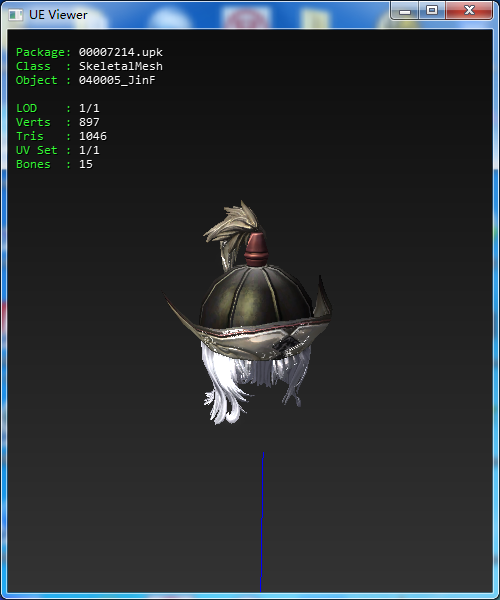 UE Viewer
Package: 00007214.upk
Class : SkeletalMesh
Object : 040005_JinF
LOD : 1/1
Verts : 897
Tris : 1046
UV Set : 1/1
Bones : 15